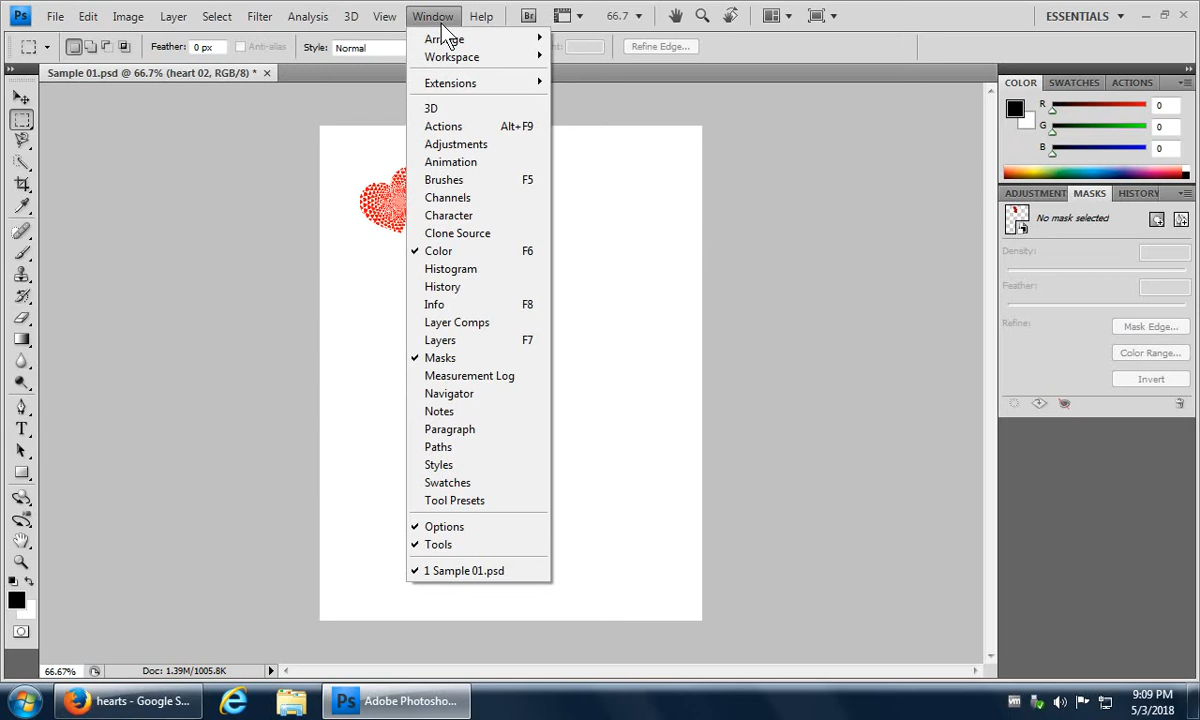 Ps File Edit Image Layer Select Filter Analysis 3D View Window Help Br 66.7 ESSENTIALS
Feather: 0 px Anti-alias Style: Normal Refine Edge...
Sample 01.psd @ 66.7% (heart 02, RGB/8) *
Arrange
Workspace
Extensions
3D
Actions Alt+F9
Adjustments
Animation
Brushes F5
Channels
Character
Clone Source
Color F6
Histogram
History
Info F8
Layer Comps
Layers F7
Masks
Measurement Log
Navigator
Notes
Paragraph
Paths
Styles
Swatches
Tool Presets
Options
Tools
1 Sample 01.psd
COLOR SWATCHES ACTIONS
R 0
G 0
B 0
ADJUSTMENT MASKS HISTORY
No mask selected
Density:
Feather:
Refine: Mask Edge...
Color Range...
Invert
66.67% Doc: 1.39M/1005.8K
hearts - Google S...
Ps Adobe Photosho...
9:09 PM
5/3/2018